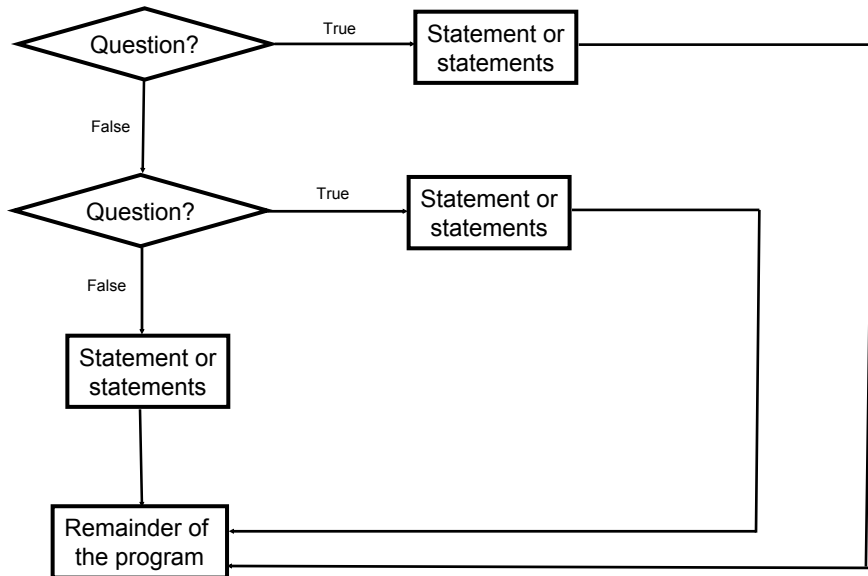 Question?
True
Statement or
statements
False
Question?
True
Statement or
statements
False
Statement or
statements
Remainder of
the program